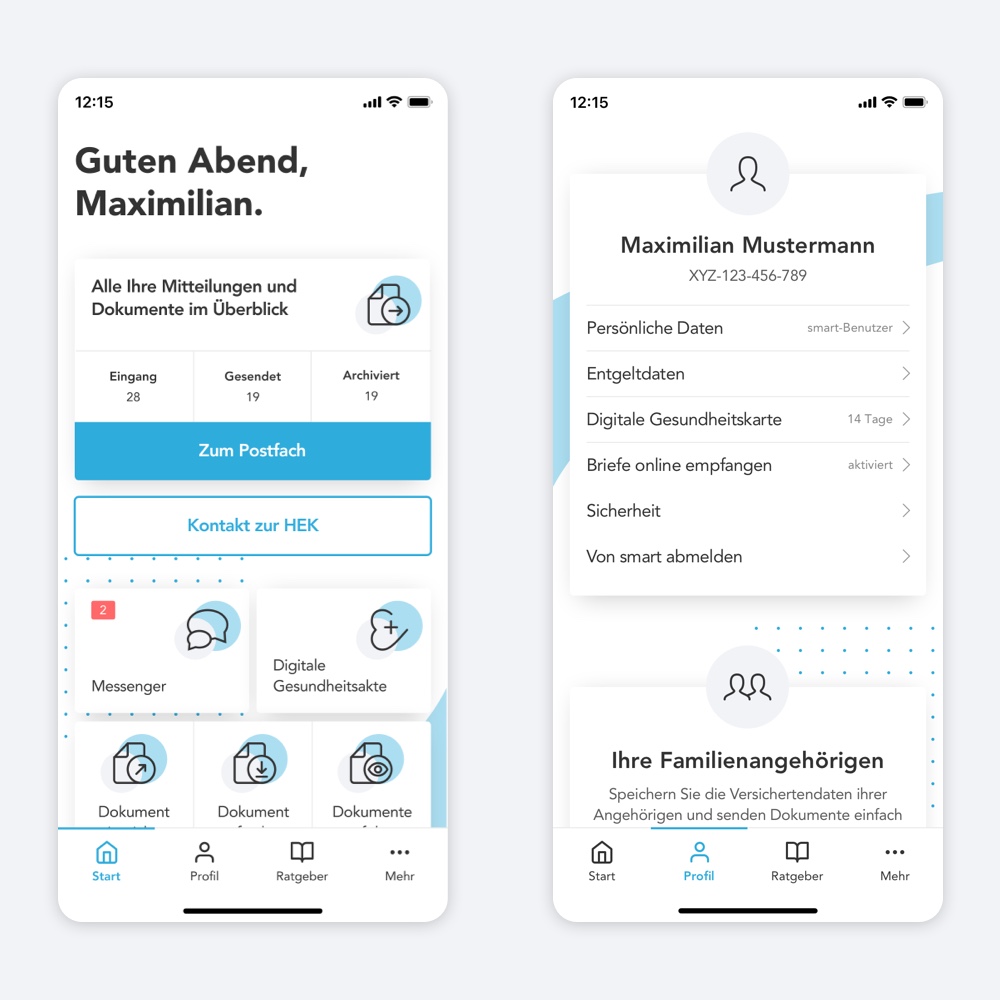 12:15
Guten Abend,
Maximilian.
Alle Ihre Mitteilungen und
Dokumente im Überblick
Eingang
28
Gesendet
19
Archiviert
19
Zum Postfach
Kontakt zur HEK
2
Messenger
Digitale
Gesundheitsakte
Dokument
Dokument
Dokumente
Start
Profil
Ratgeber
Mehr
12:15
Maximilian Mustermann
XYZ-123-456-789
Persönliche Daten smart-Benutzer
Entgeltdaten
Digitale Gesundheitskarte 14 Tage
Briefe online empfangen aktiviert
Sicherheit
Von smart abmelden
Ihre Familienangehörigen
Speichern Sie die Versichertendaten ihrer
Angehörigen und senden Dokumente einfach
Start
Profil
Ratgeber
Mehr